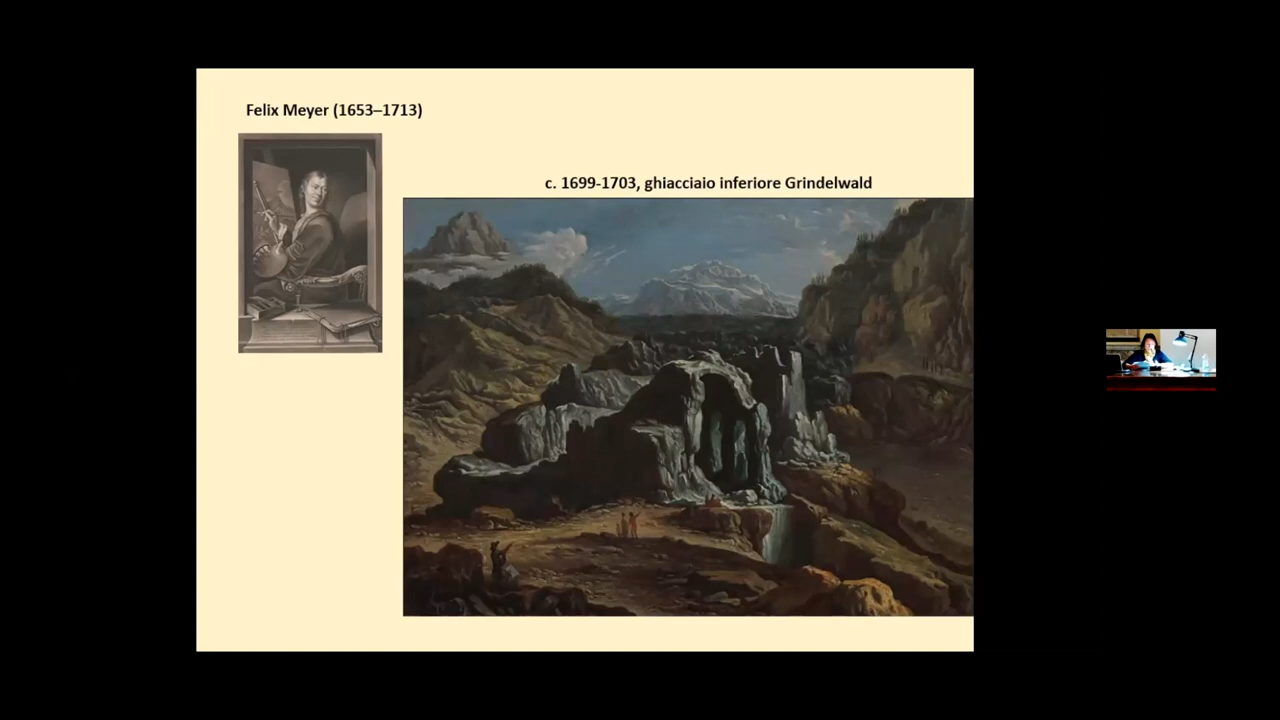 Felix Meyer (1653–1713)
c. 1699-1703, ghiacciaio inferiore Grindelwald